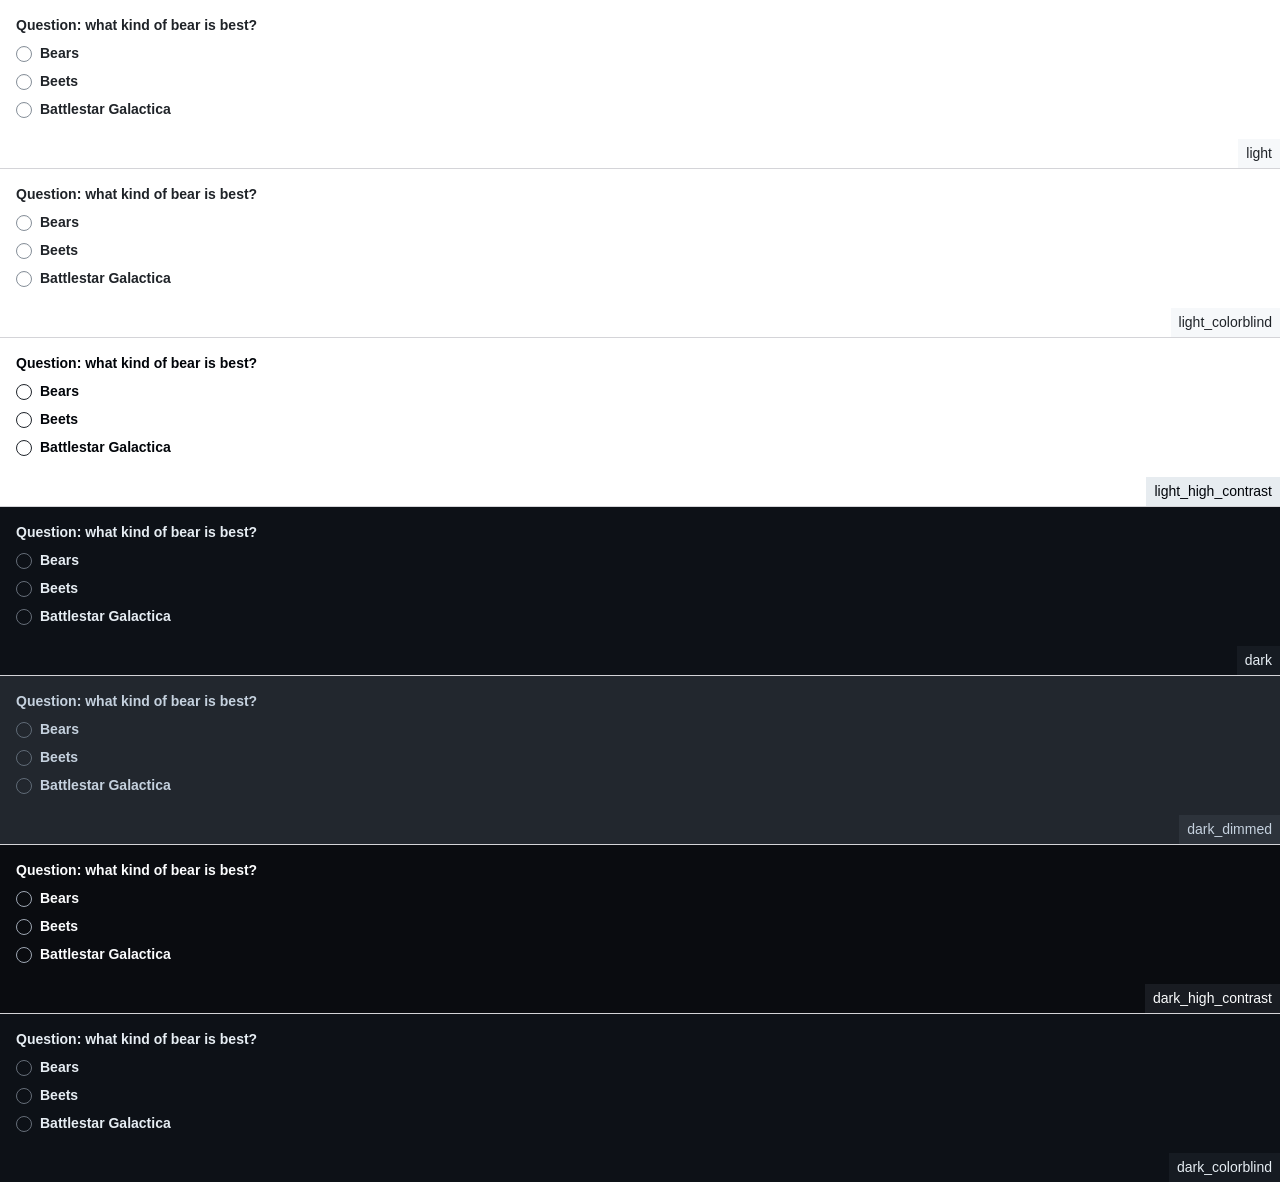 Question: what kind of bear is best?
Bears
Beets
Battlestar Galactica
light
Question: what kind of bear is best?
Bears
Beets
Battlestar Galactica
light_colorblind
Question: what kind of bear is best?
Bears
Beets
Battlestar Galactica
light_high_contrast
Question: what kind of bear is best?
Bears
Beets
Battlestar Galactica
dark
Question: what kind of bear is best?
Bears
Beets
Battlestar Galactica
dark_dimmed
Question: what kind of bear is best?
Bears
Beets
Battlestar Galactica
dark_high_contrast
Question: what kind of bear is best?
Bears
Beets
Battlestar Galactica
dark_colorblind